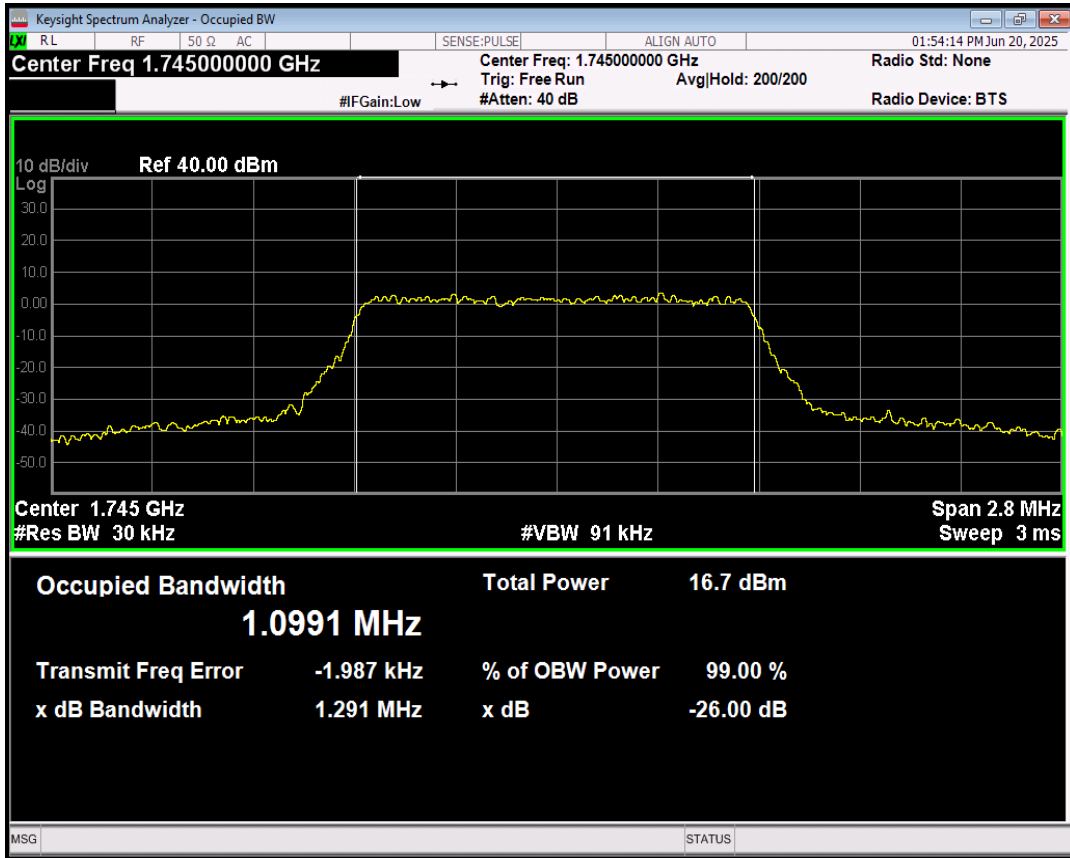 Keysight Spectrum Analyzer - Occupied BW
LXI RL RF 50 Ω AC SENSE:PULSE ALIGN AUTO 01:54:14 PM Jun 20, 2025
Center Freq 1.745000000 GHz Center Freq: 1.745000000 GHz Radio Std: None
Trig: Free Run Avg|Hold: 200/200
#IFGain:Low #Atten: 40 dB Radio Device: BTS
10 dB/div Ref 40.00 dBm
Log
30.0
20.0
10.0
0.00
-10.0
-20.0
-30.0
-40.0
-50.0
Center 1.745 GHz Span 2.8 MHz
#Res BW 30 kHz #VBW 91 kHz Sweep 3 ms
Occupied Bandwidth Total Power 16.7 dBm
1.0991 MHz
Transmit Freq Error -1.987 kHz % of OBW Power 99.00 %
x dB Bandwidth 1.291 MHz x dB -26.00 dB
MSG STATUS